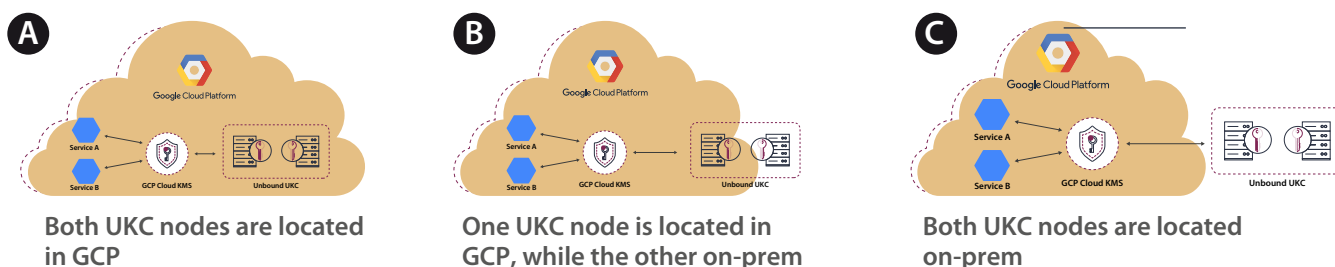 A
Google Cloud Platform
Service A
Service B
GCP Cloud KMS
Unbound UKC
Both UKC nodes are located
in GCP
B
Google Cloud Platform
Service A
Service B
GCP Cloud KMS
Unbound UKC
One UKC node is located in
GCP, while the other on-prem
C
Google Cloud Platform
Service A
Service B
GCP Cloud KMS
Unbound UKC
Both UKC nodes are located
on-prem